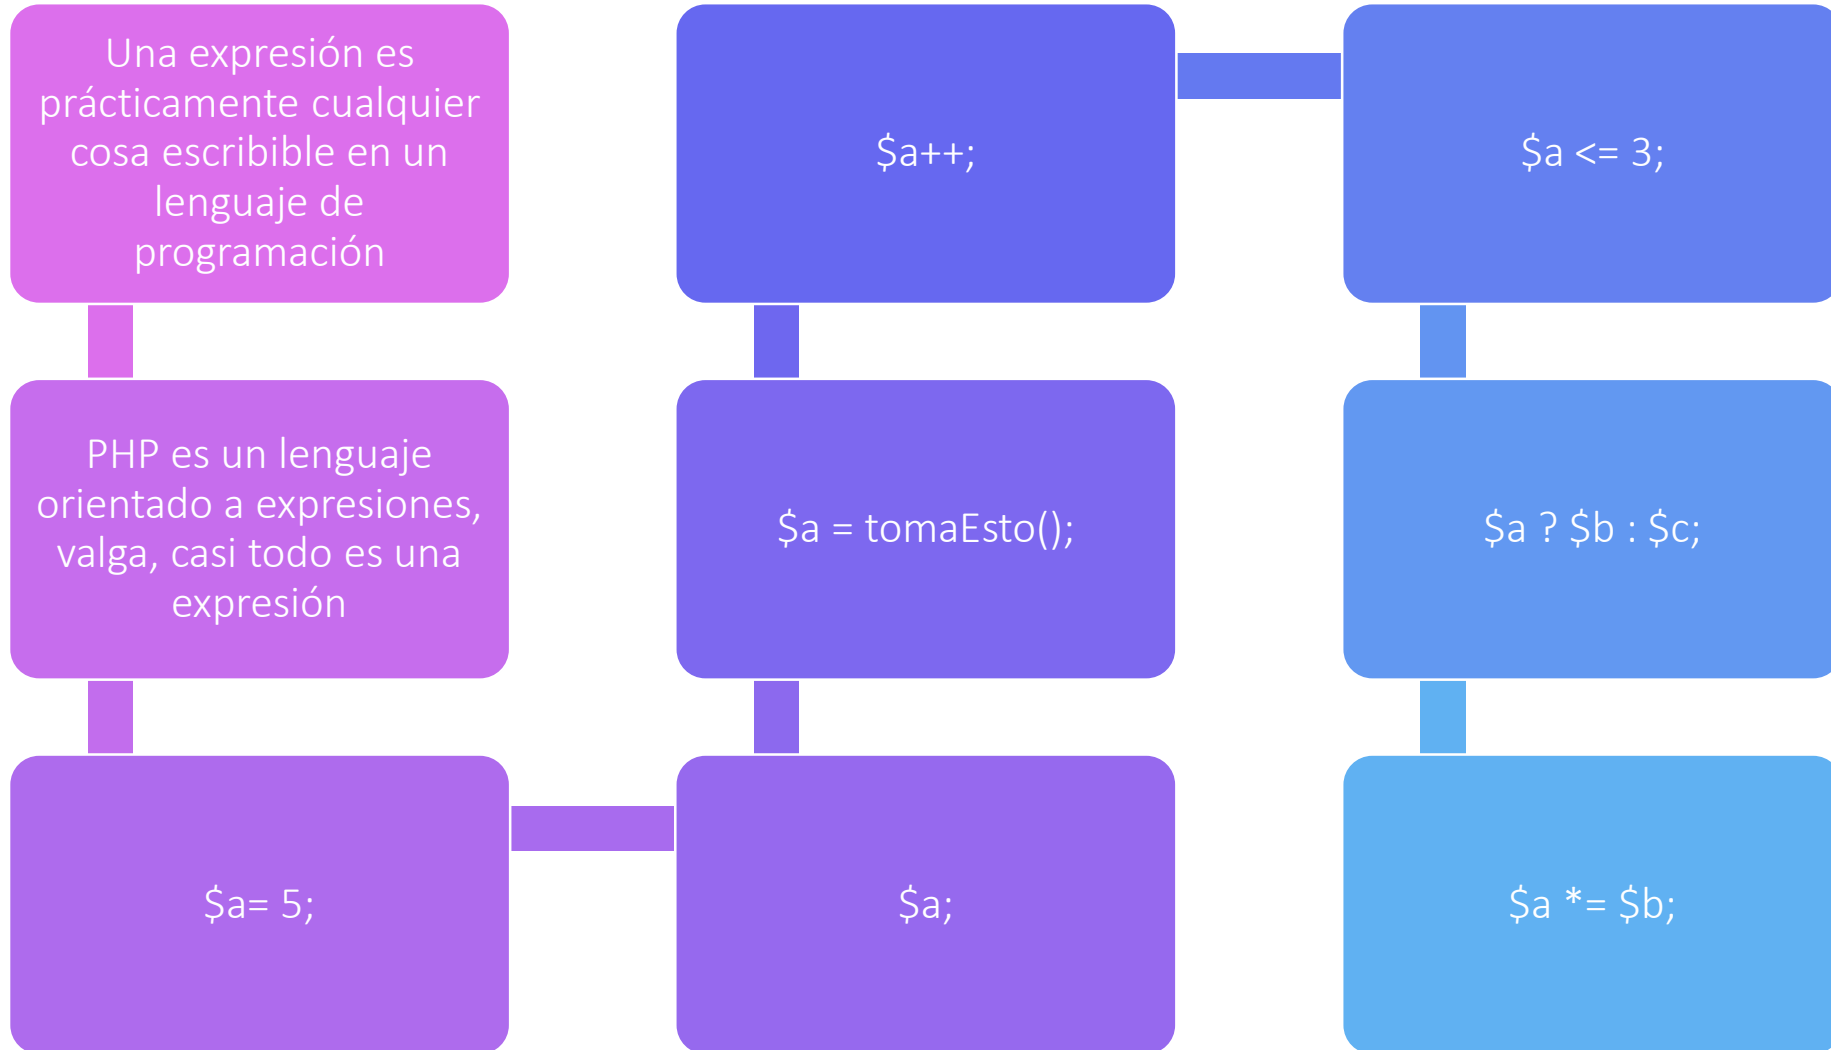 Una expresión es
prácticamente cualquier
cosa escribible en un
lenguaje de
programación
PHP es un lenguaje
orientado a expresiones,
valga, casi todo es una
expresión
$a= 5;
$a;
$a = tomaEsto();
$a++;
$a <= 3;
$a ? $b : $c;
$a *= $b;